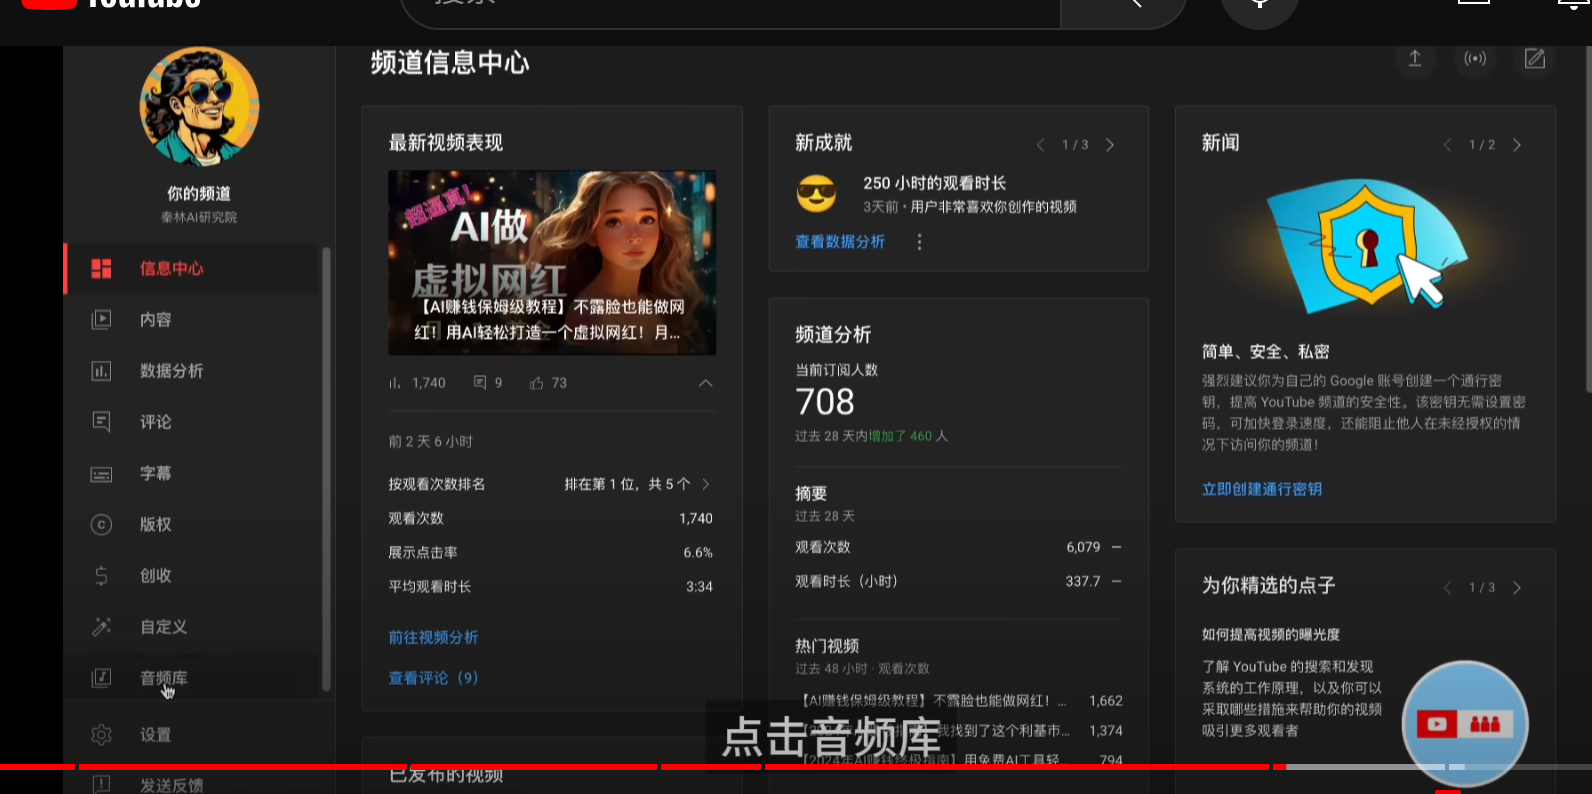 YouTube
搜索
频道信息中心
你的频道
秦林AI研究院
信息中心
内容
数据分析
评论
字幕
版权
创收
自定义
音频库
设置
发送反馈
最新视频表现
超逼真!
AI做
虚拟网红
【AI赚钱保姆级教程】不露脸也能做网
红！用AI轻松打造一个虚拟网红！月...
1,740
9
73
前 2 天 6 小时
按观看次数排名
排在第 1 位，共 5 个
观看次数
1,740
展示点击率
6.6%
平均观看时长
3:34
前往视频分析
查看评论（9）
已发布的视频
新成就
1 / 3
250 小时的观看时长
3天前 · 用户非常喜欢你创作的视频
查看数据分析
频道分析
当前订阅人数
708
过去 28 天内增加了 460 人
摘要
过去 28 天
观看次数
6,079 —
观看时长（小时）
337.7 —
热门视频
过去 48 小时 · 观看次数
【AI赚钱保姆级教程】不露脸也能做网红！ ...
1,662
我找到了这个利基市...
1,374
【2024年AI赚钱终极指南】用免费AI工具轻...
794
点击音频库
新闻
1 / 2
简单、安全、私密
强烈建议你为自己的 Google 账号创建一个通行密
钥，提高 YouTube 频道的安全性。该密钥无需设置密
码，可加快登录速度，还能阻止他人在未经授权的情
况下访问你的频道！
立即创建通行密钥
为你精选的点子
1 / 3
如何提高视频的曝光度
了解 YouTube 的搜索和发现
系统的工作原理，以及你可以
采取哪些措施来帮助你的视频
吸引更多观看者